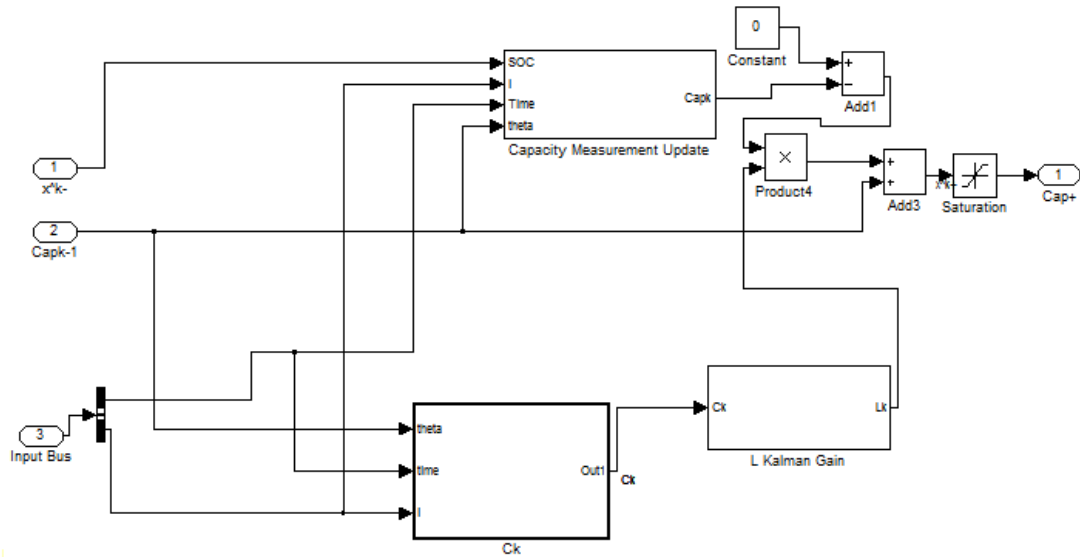 0
Constant
SOC
I
Time
theta
Capk
Capacity Measurement Update
+
−
Add1
1
x^k-
×
Product4
+
+
Add3
x^k+
Saturation
1
Cap+
2
Capk-1
3
Input Bus
theta
time
I
Out1
Ck
Ck
Ck
Lk
L Kalman Gain